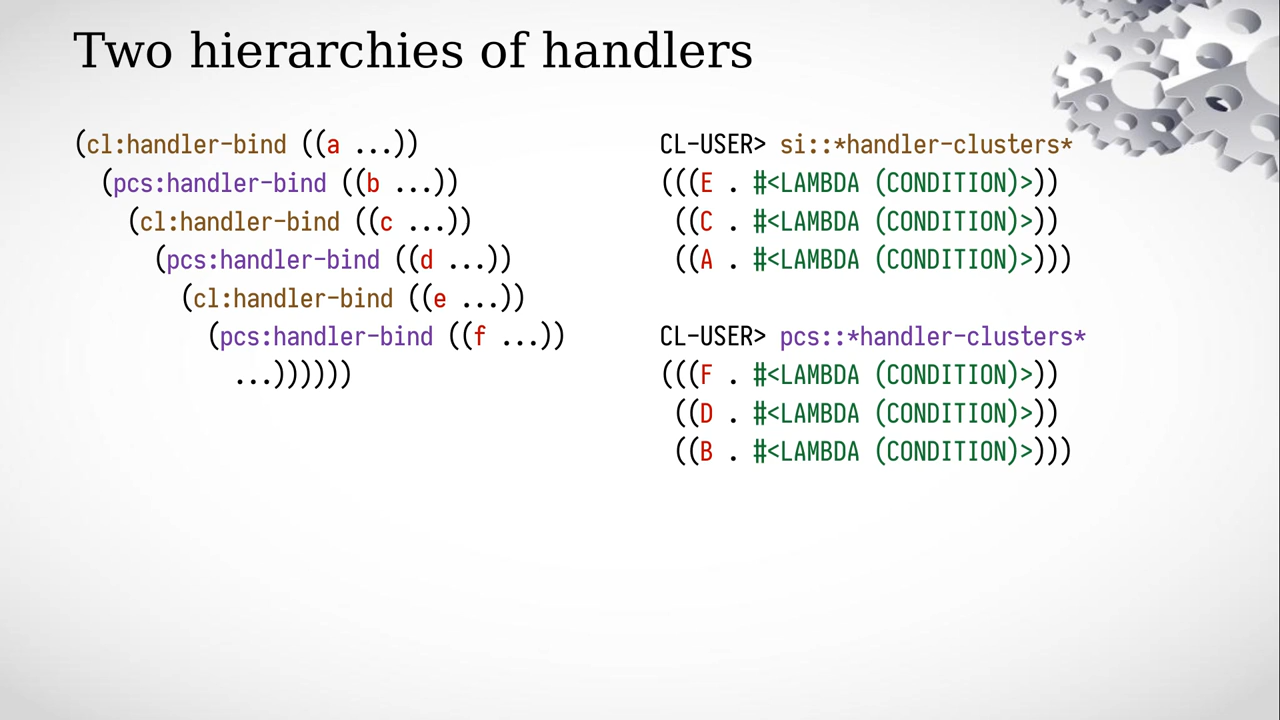 Two hierarchies of handlers
(cl:handler-bind ((a ...))
(pcs:handler-bind ((b ...))
(cl:handler-bind ((c ...))
(pcs:handler-bind ((d ...))
(cl:handler-bind ((e ...))
(pcs:handler-bind ((f ...))
...))))))
CL-USER> si::*handler-clusters*
(((E . #<LAMBDA (CONDITION)>))
((C . #<LAMBDA (CONDITION)>))
((A . #<LAMBDA (CONDITION)>)))
CL-USER> pcs::*handler-clusters*
(((F . #<LAMBDA (CONDITION)>))
((D . #<LAMBDA (CONDITION)>))
((B . #<LAMBDA (CONDITION)>)))